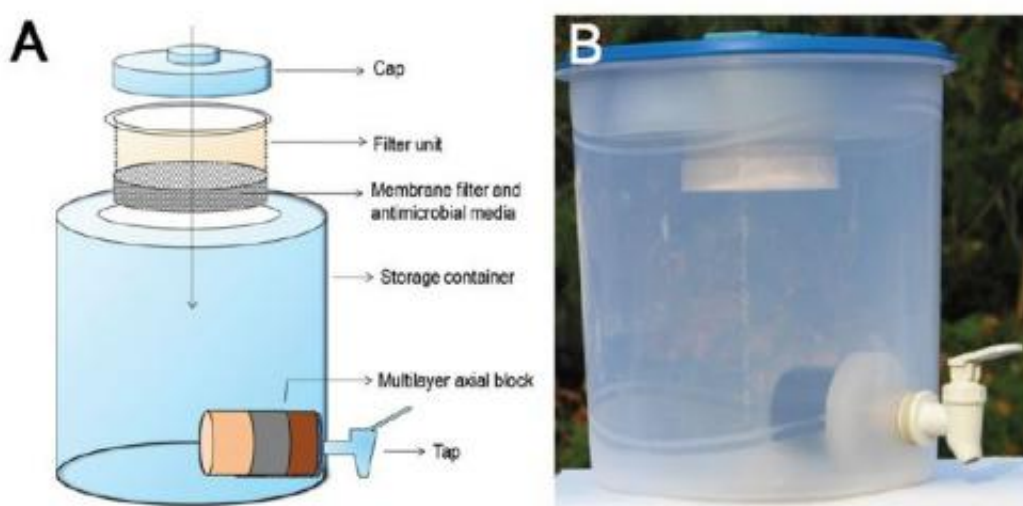 A
Cap
Filter unit
Membrane filter and
antimicrobial media
Storage container
Multilayer axial block
Tap
B